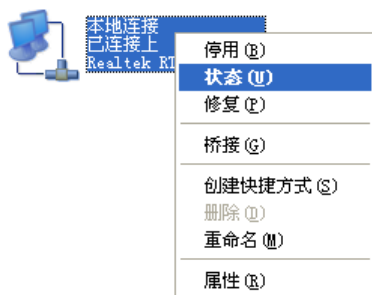 本地连接
已连接上
Realtek RT
停用(B)
状态(U)
修复(P)
桥接(G)
创建快捷方式(S)
删除(D)
重命名(M)
属性(R)